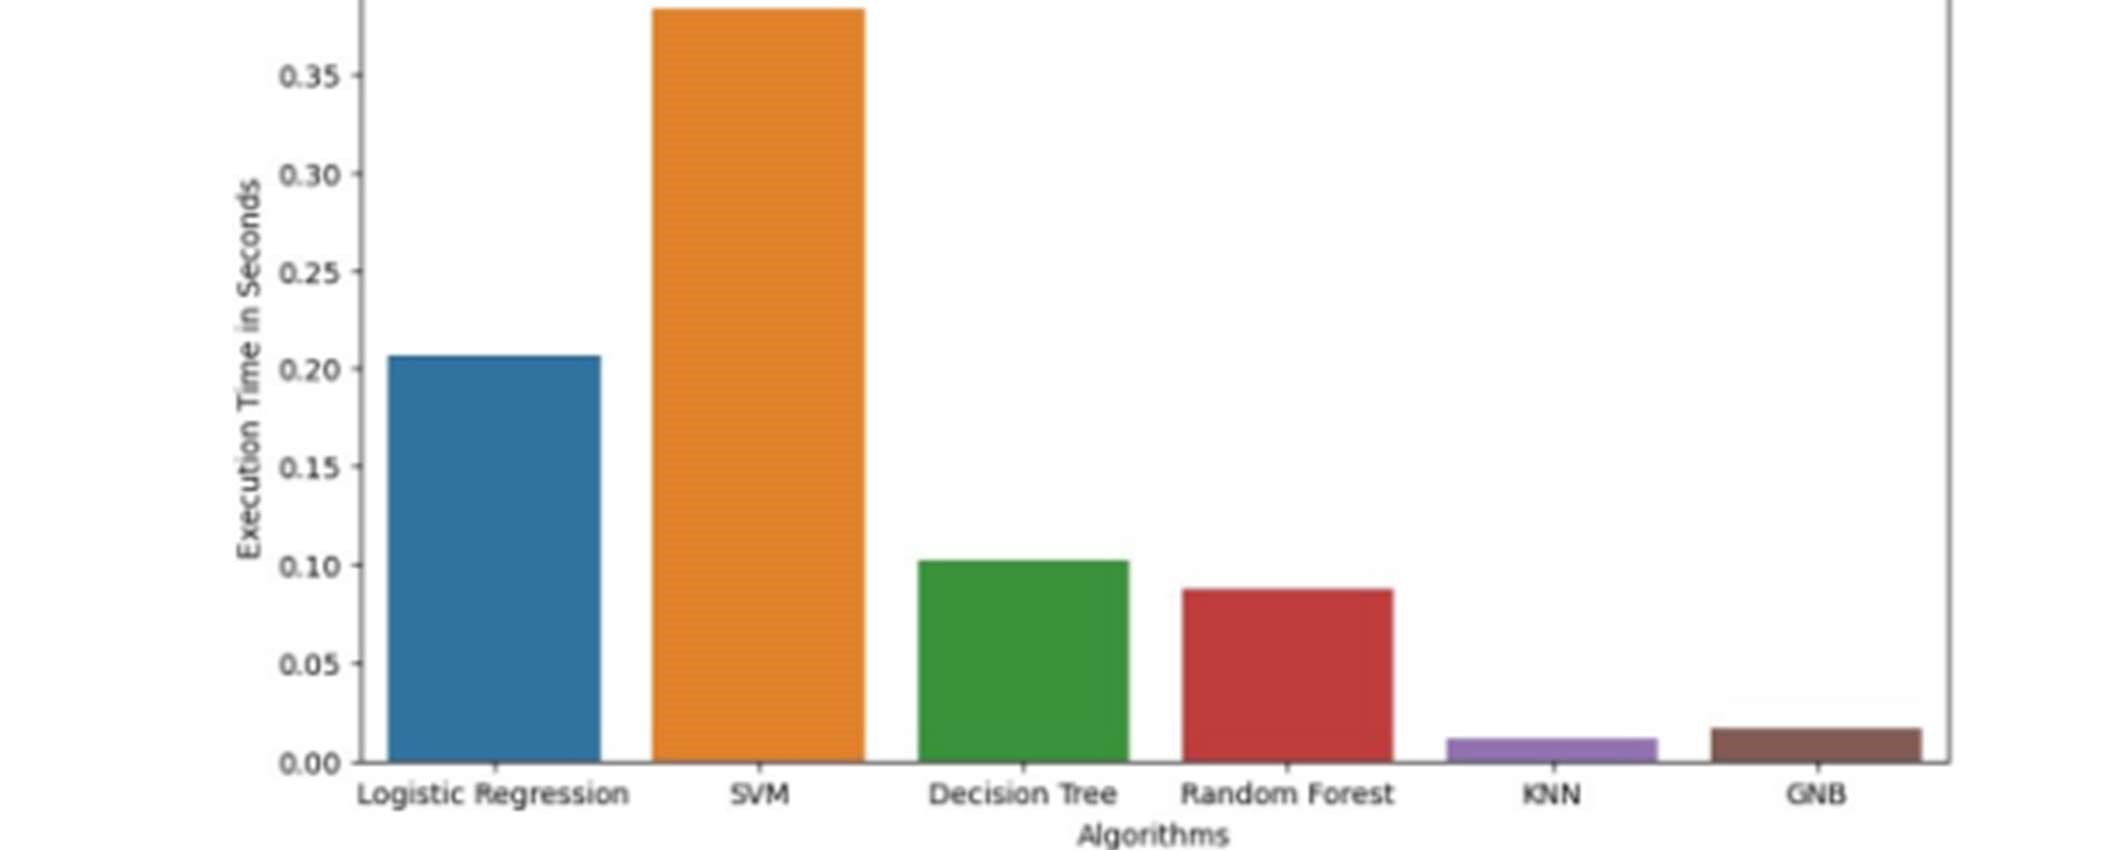 0.35
0.30
0.25
0.20
0.15
0.10
0.05
0.00
Execution Time in Seconds
Logistic Regression SVM Decision Tree Random Forest KNN GNB
Algorithms